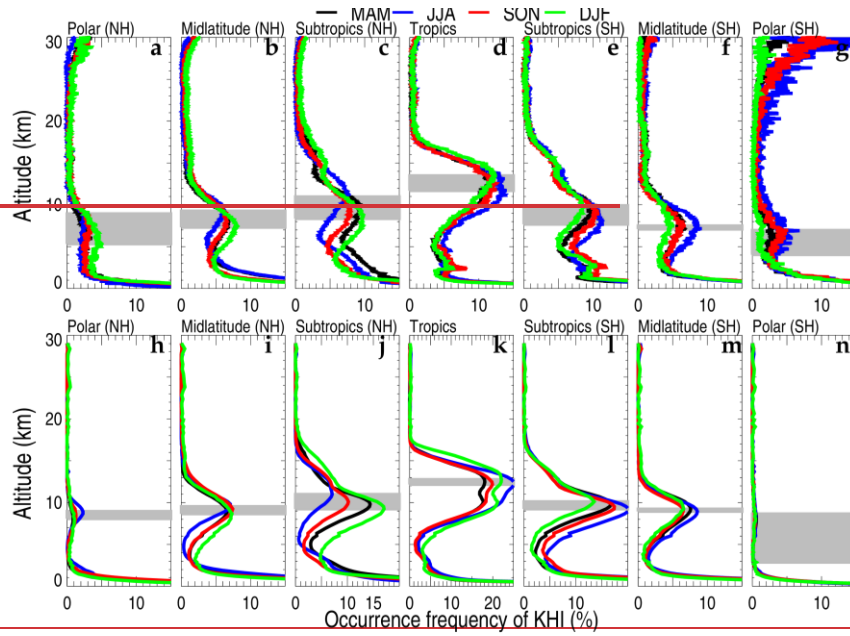 MAM JJA SON DJF
Polar (NH) Midlatitude (NH) Subtropics (NH) Tropics Subtropics (SH) Midlatitude (SH) Polar (SH)
30 a b c d e f g
20
10
0
Altitude (km)
0 10 0 10 0 10 0 10 0 10 0 10 0 10
Polar (NH) Midlatitude (NH) Subtropics (NH) Tropics Subtropics (SH) Midlatitude (SH) Polar (SH)
30 h i j k l m n
20
10
0
Altitude (km)
0 10 0 10 0 5 10 15 0 10 20 0 10 0 10 0 10
Occurrence frequency of KHI (%)